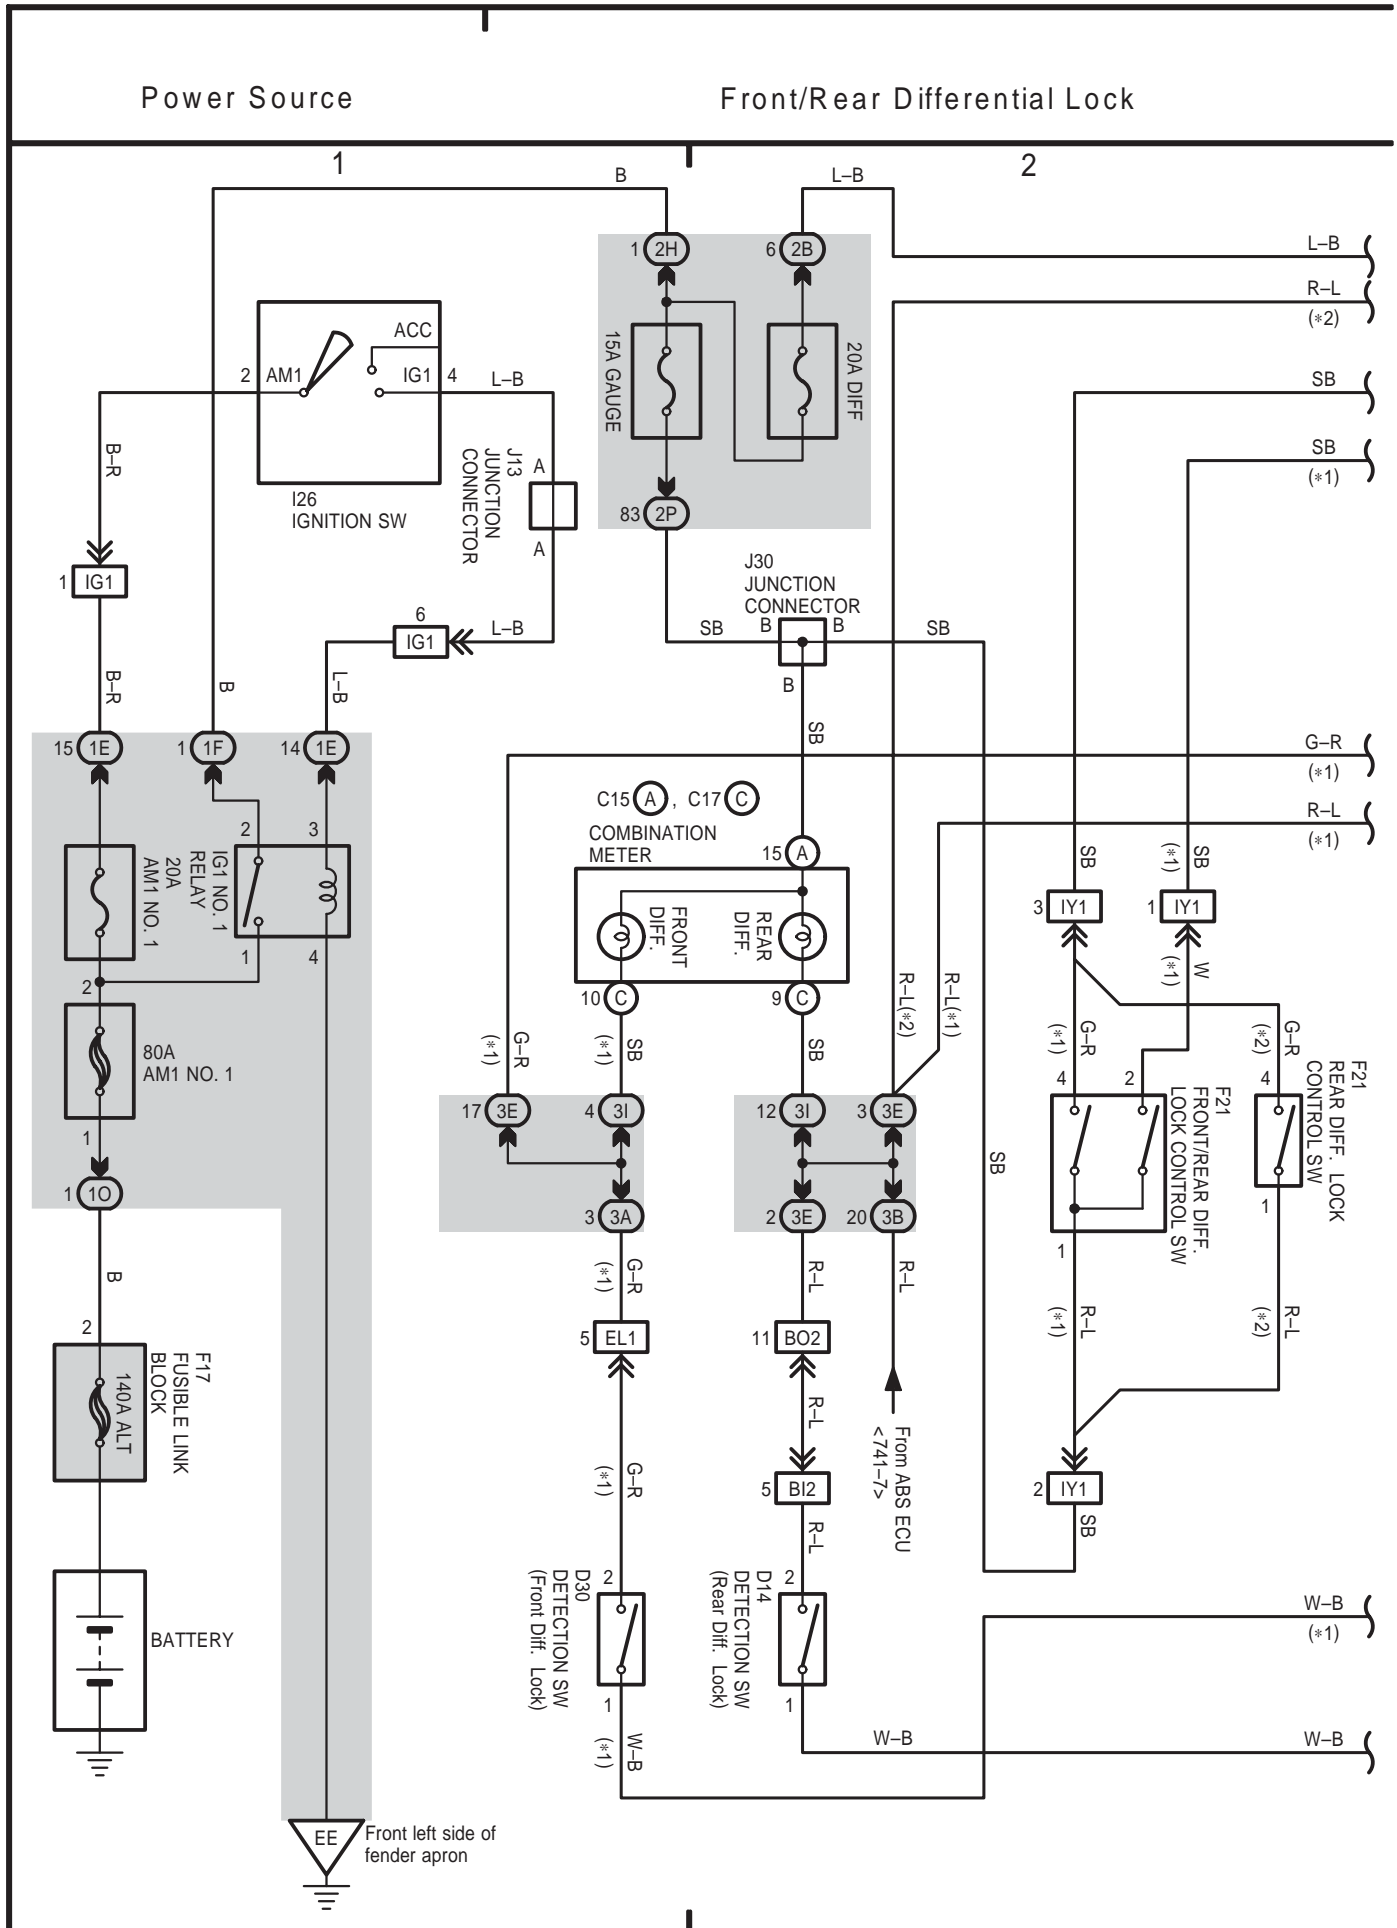 Power Source
Front/Rear Differential Lock
1
2
B
L–B
1 2H
6 2B
L–B
R–L
(*2)
ACC
2 AM1
IG1 4
L–B
15A GAUGE
20A DIFF
SB
SB
(*1)
B–R
I26
IGNITION SW
J13
JUNCTION
CONNECTOR
A
A
83 2P
1 IG1
6
IG1
L–B
J30
JUNCTION
CONNECTOR
SB
B
B
SB
B
B–R
B
L–B
SB
15 1E
1 1F
14 1E
G–R
(*1)
R–L
(*1)
C15 A , C17 C
COMBINATION
METER
15 A
2
3
20A
AM1 NO. 1
IG1 NO. 1
RELAY
1
4
FRONT
DIFF.
REAR
DIFF.
SB
SB
(*1)
3 IY1
1 IY1
W
(*1)
2
10 C
9 C
R–L(*2)
R–L(*1)
80A
AM1 NO. 1
G–R
(*1)
SB
(*1)
SB
G–R
(*1)
G–R
(*2)
4
2
4
F21
REAR DIFF. LOCK
CONTROL SW
17 3E
4 3I
12 3I
3 3E
F21
FRONT/REAR DIFF.
LOCK CONTROL SW
1
1 1O
3 3A
2 3E
20 3B
SB
1
1
B
G–R
(*1)
R–L
R–L
R–L
(*1)
R–L
(*2)
2
5 EL1
11 BO2
F17
FUSIBLE LINK
BLOCK
140A ALT
R–L
From ABS ECU
<741–7>
G–R
(*1)
5 BI2
2 IY1
R–L
SB
BATTERY
D30
DETECTION SW
(Front Diff. Lock)
2
1
D14
DETECTION SW
(Rear Diff. Lock)
2
1
W–B
(*1)
W–B
(*1)
W–B
W–B
EE
Front left side of
fender apron